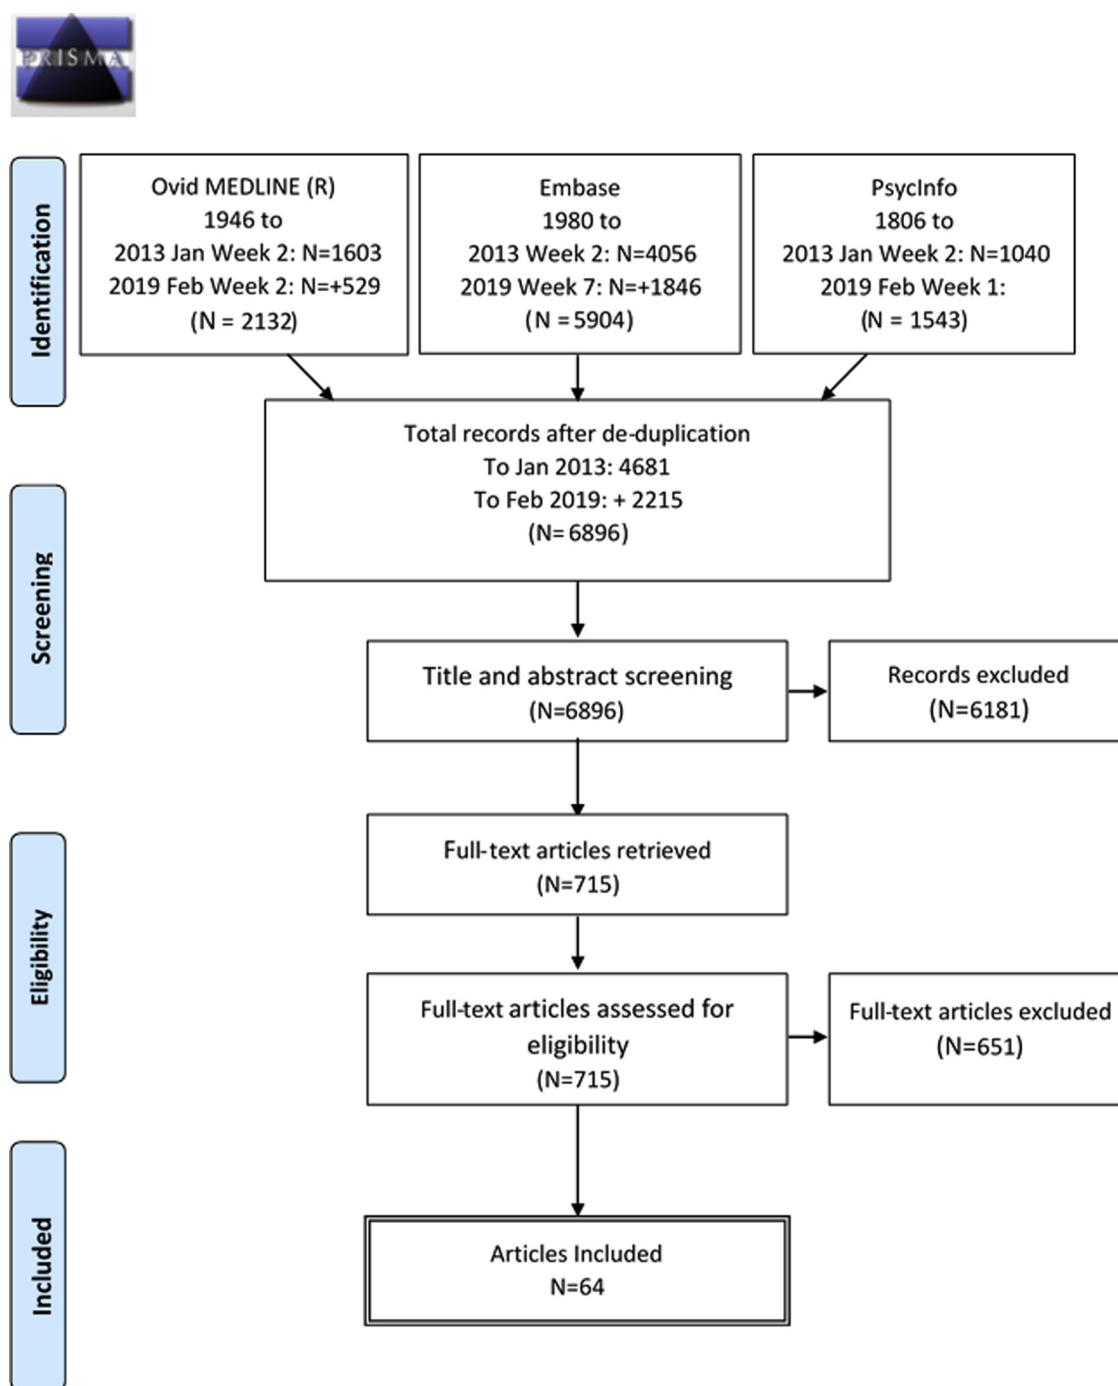 PRISMA
Identification
Ovid MEDLINE (R)
1946 to
2013 Jan Week 2: N=1603
2019 Feb Week 2: N=+529
(N = 2132)
Embase
1980 to
2013 Week 2: N=4056
2019 Week 7: N=+1846
(N = 5904)
PsycInfo
1806 to
2013 Jan Week 2: N=1040
2019 Feb Week 1:
(N = 1543)
Total records after de-duplication
To Jan 2013: 4681
To Feb 2019: + 2215
(N= 6896)
Screening
Title and abstract screening
(N=6896)
Records excluded
(N=6181)
Full-text articles retrieved
(N=715)
Eligibility
Full-text articles assessed for
eligibility
(N=715)
Full-text articles excluded
(N=651)
Included
Articles Included
N=64